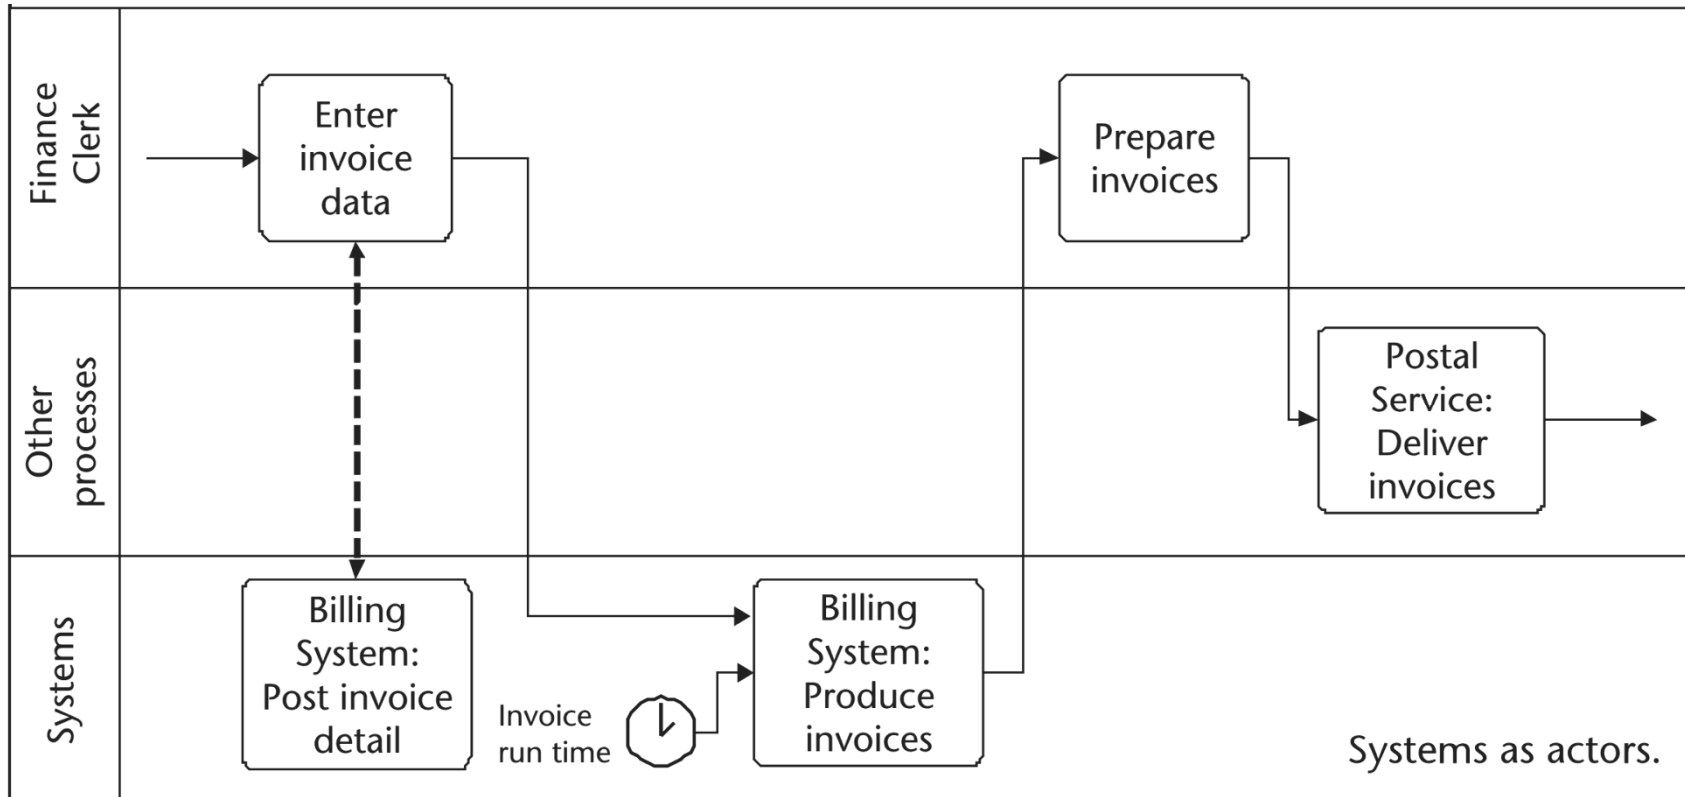 Finance
Clerk
Enter
invoice
data
Prepare
invoices
Other
processes
Postal
Service:
Deliver
invoices
Systems
Billing
System:
Post invoice
detail
Invoice
run time
Billing
System:
Produce
invoices
Systems as actors.